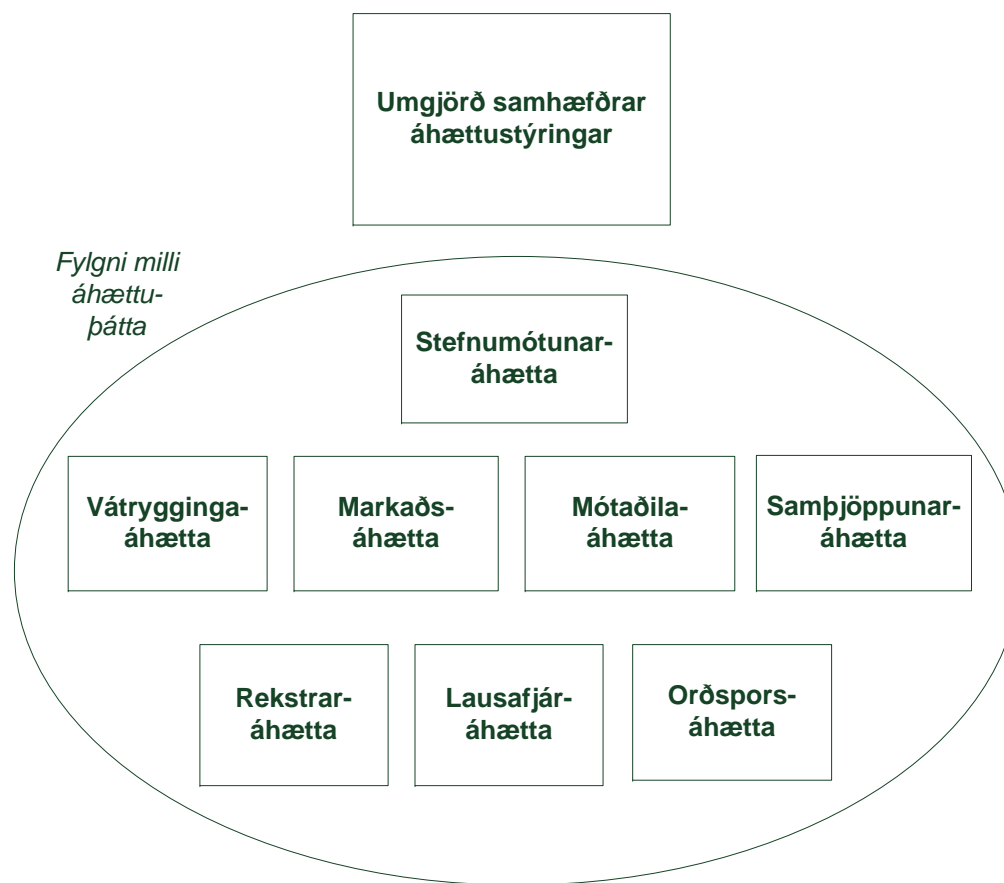 Umgjörð samhæfðrar
áhættustýringar
Fylgni milli
áhættu-
þátta
Stefnumótunar-
áhætta
Vátrygginga-
áhætta
Markaðs-
áhætta
Mótaðila-
áhætta
Samþjöppunar-
áhætta
Rekstrar-
áhætta
Lausafjár-
áhætta
Orðspors-
áhætta